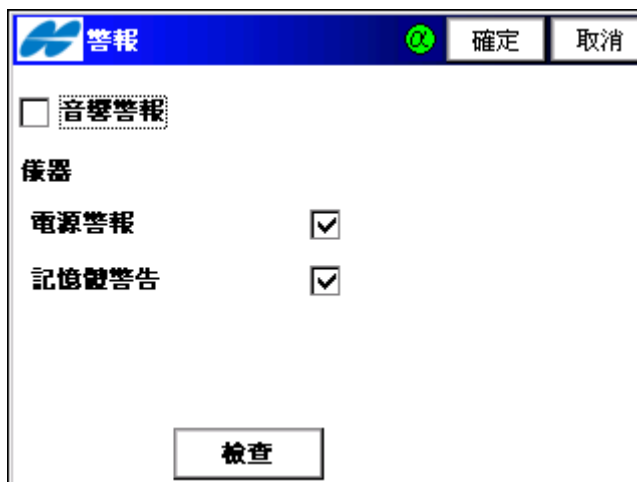 警報 α 確定 取消
音響警報
儀器
電源警報
記憶體警告
檢查